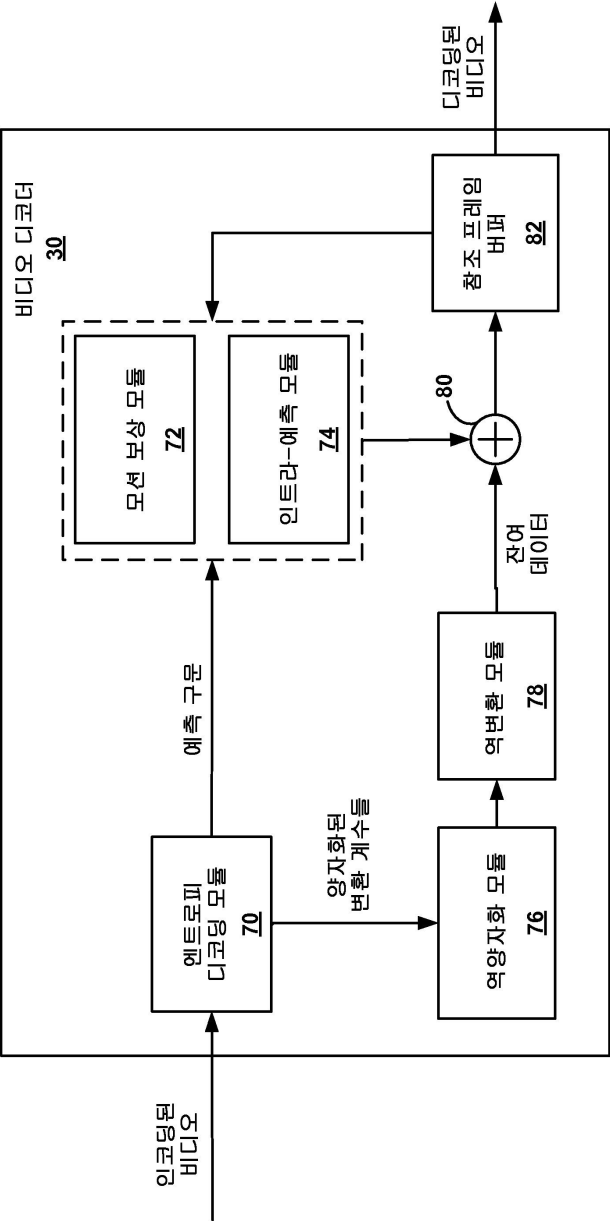 비디오 디코더
30
인코딩된
비디오
엔트로피
디코딩 모듈
70
예측 구문
모션 보상 모듈
72
인트라-예측 모듈
74
양자화된
변환 계수들
역양자화 모듈
76
역변환 모듈
78
잔여
데이터
80
참조 프레임
버퍼
82
디코딩된
비디오